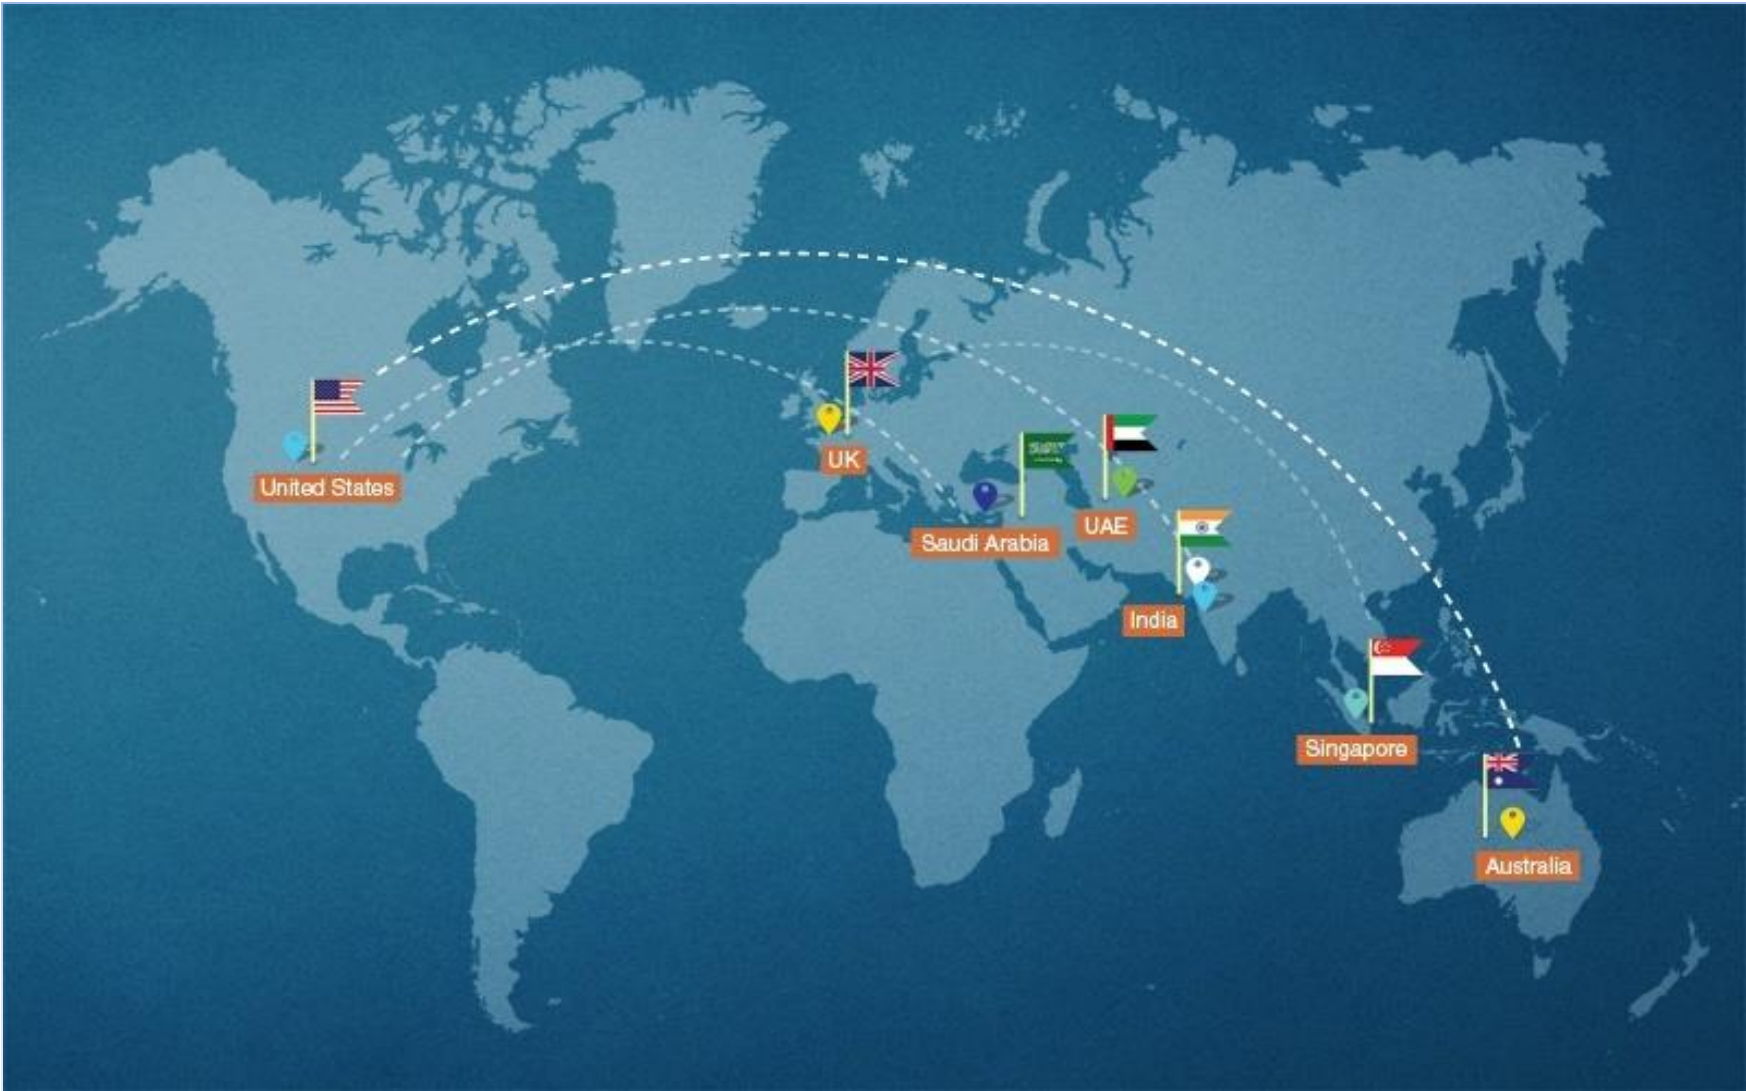 United States
UK
Saudi Arabia
UAE
India
Singapore
Australia